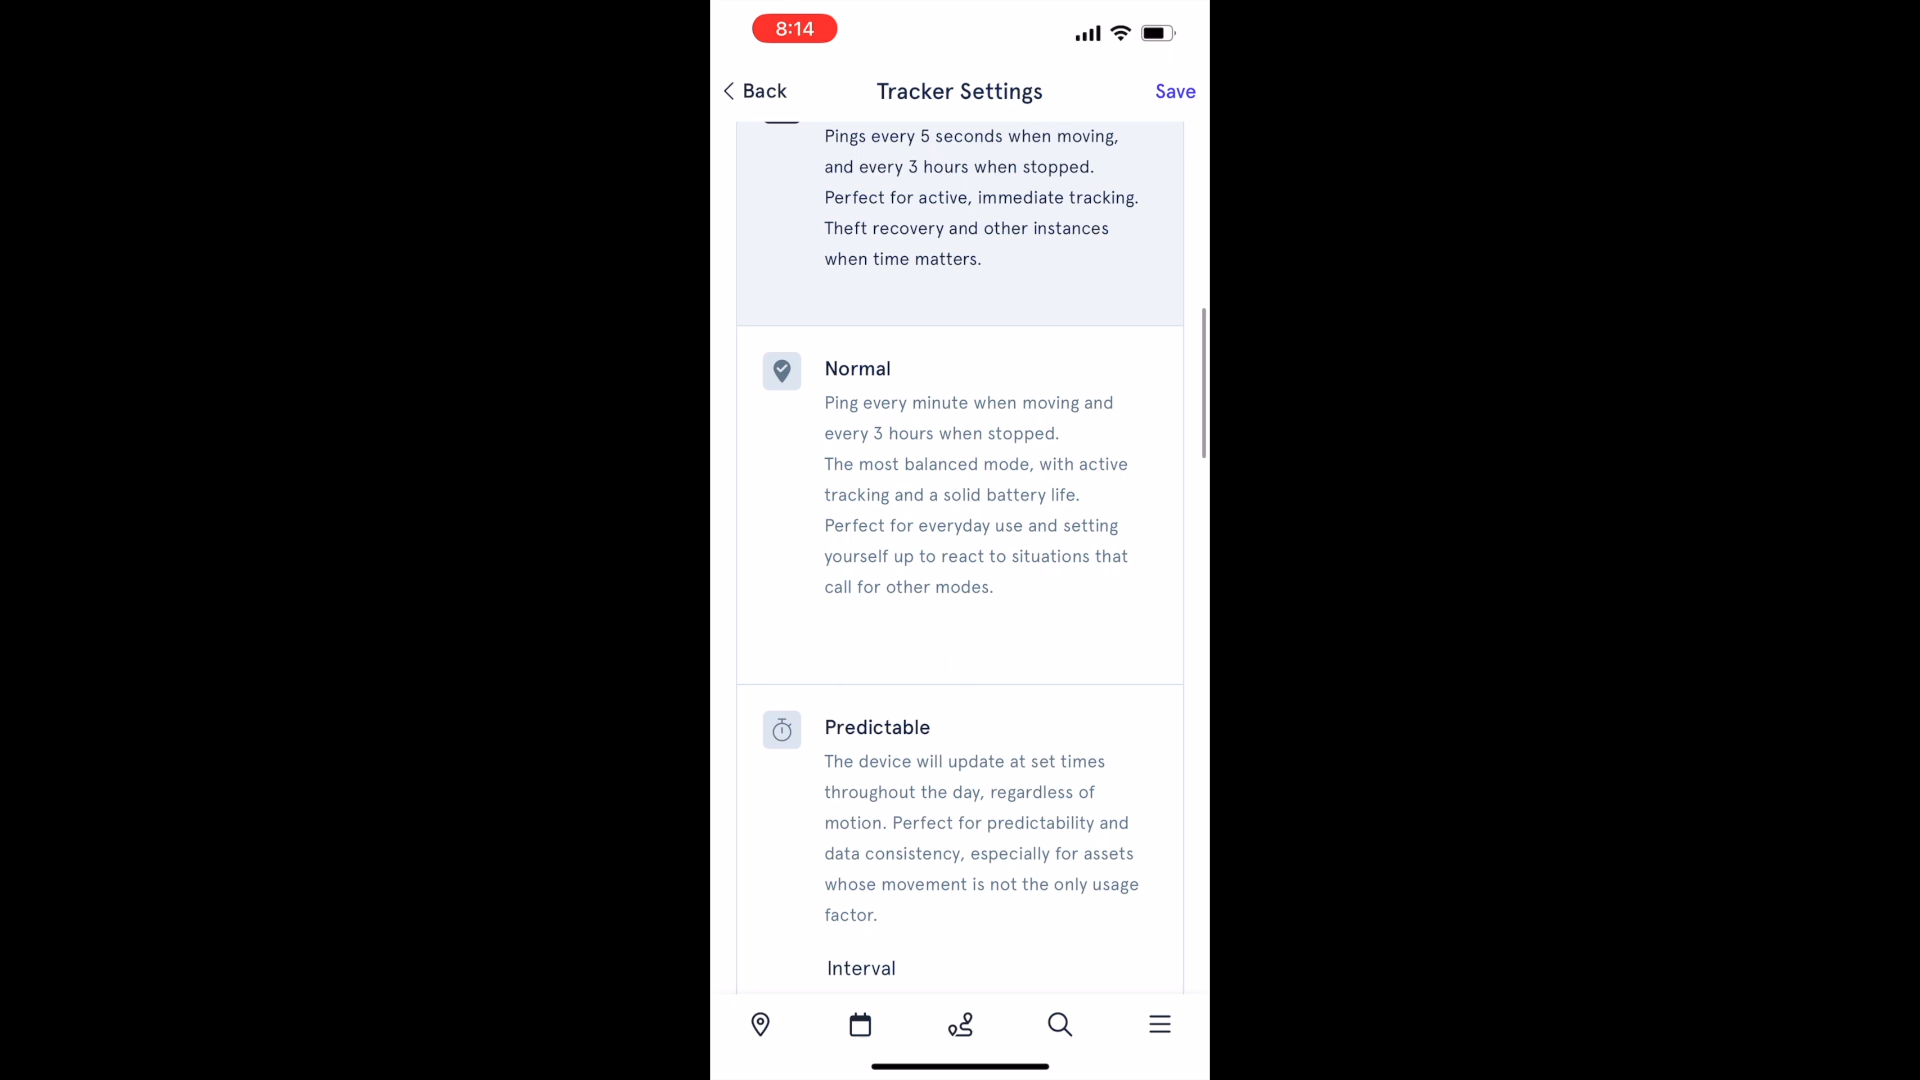 8:14
Back
Tracker Settings
Save
Pings every 5 seconds when moving,
and every 3 hours when stopped.
Perfect for active, immediate tracking.
Theft recovery and other instances
when time matters.
Normal
Ping every minute when moving and
every 3 hours when stopped.
The most balanced mode, with active
tracking and a solid battery life.
Perfect for everyday use and setting
yourself up to react to situations that
call for other modes.
Predictable
The device will update at set times
throughout the day, regardless of
motion. Perfect for predictability and
data consistency, especially for assets
whose movement is not the only usage
factor.
Interval